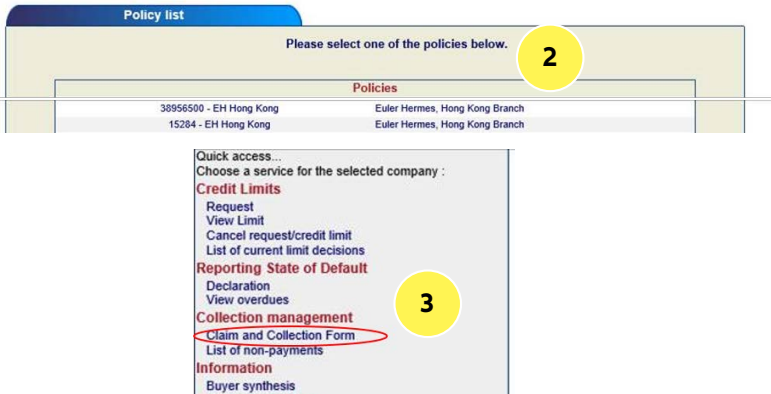 Policy list
Please select one of the policies below.
2
Policies
38956500 - EH Hong Kong Euler Hermes, Hong Kong Branch
15284 - EH Hong Kong Euler Hermes, Hong Kong Branch
Quick access...
Choose a service for the selected company :
Credit Limits
Request
View Limit
Cancel request/credit limit
List of current limit decisions
Reporting State of Default
Declaration
View overdues
3
Collection management
Claim and Collection Form
List of non-payments
Information
Buyer synthesis